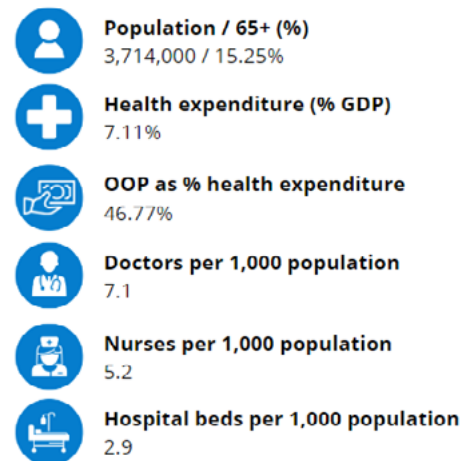 Population / 65+ (%)
3,714,000 / 15.25%
Health expenditure (% GDP)
7.11%
OOP as % health expenditure
46.77%
Doctors per 1,000 population
7.1
Nurses per 1,000 population
5.2
Hospital beds per 1,000 population
2.9